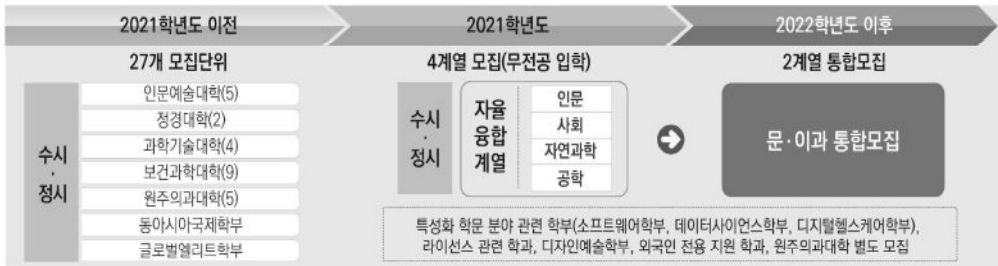 2021학년도 이전
2021학년도
2022학년도 이후
27개 모집단위
4계열 모집(무전공 입학)
2계열 통합모집
수시
·
정시
인문예술대학(5)
정경대학(2)
과학기술대학(4)
보건과학대학(9)
원주의과대학(5)
동아시아국제학부
글로벌엘리트학부
수시
·
정시
자율
융합
계열
인문
사회
자연과학
공학
문·이과 통합모집
특성화 학문 분야 관련 학부(소프트웨어학부, 데이터사이언스학부, 디지털헬스케어학부),
라이선스 관련 학과, 디자인예술학부, 외국인 전용 지원 학과, 원주의과대학 별도 모집